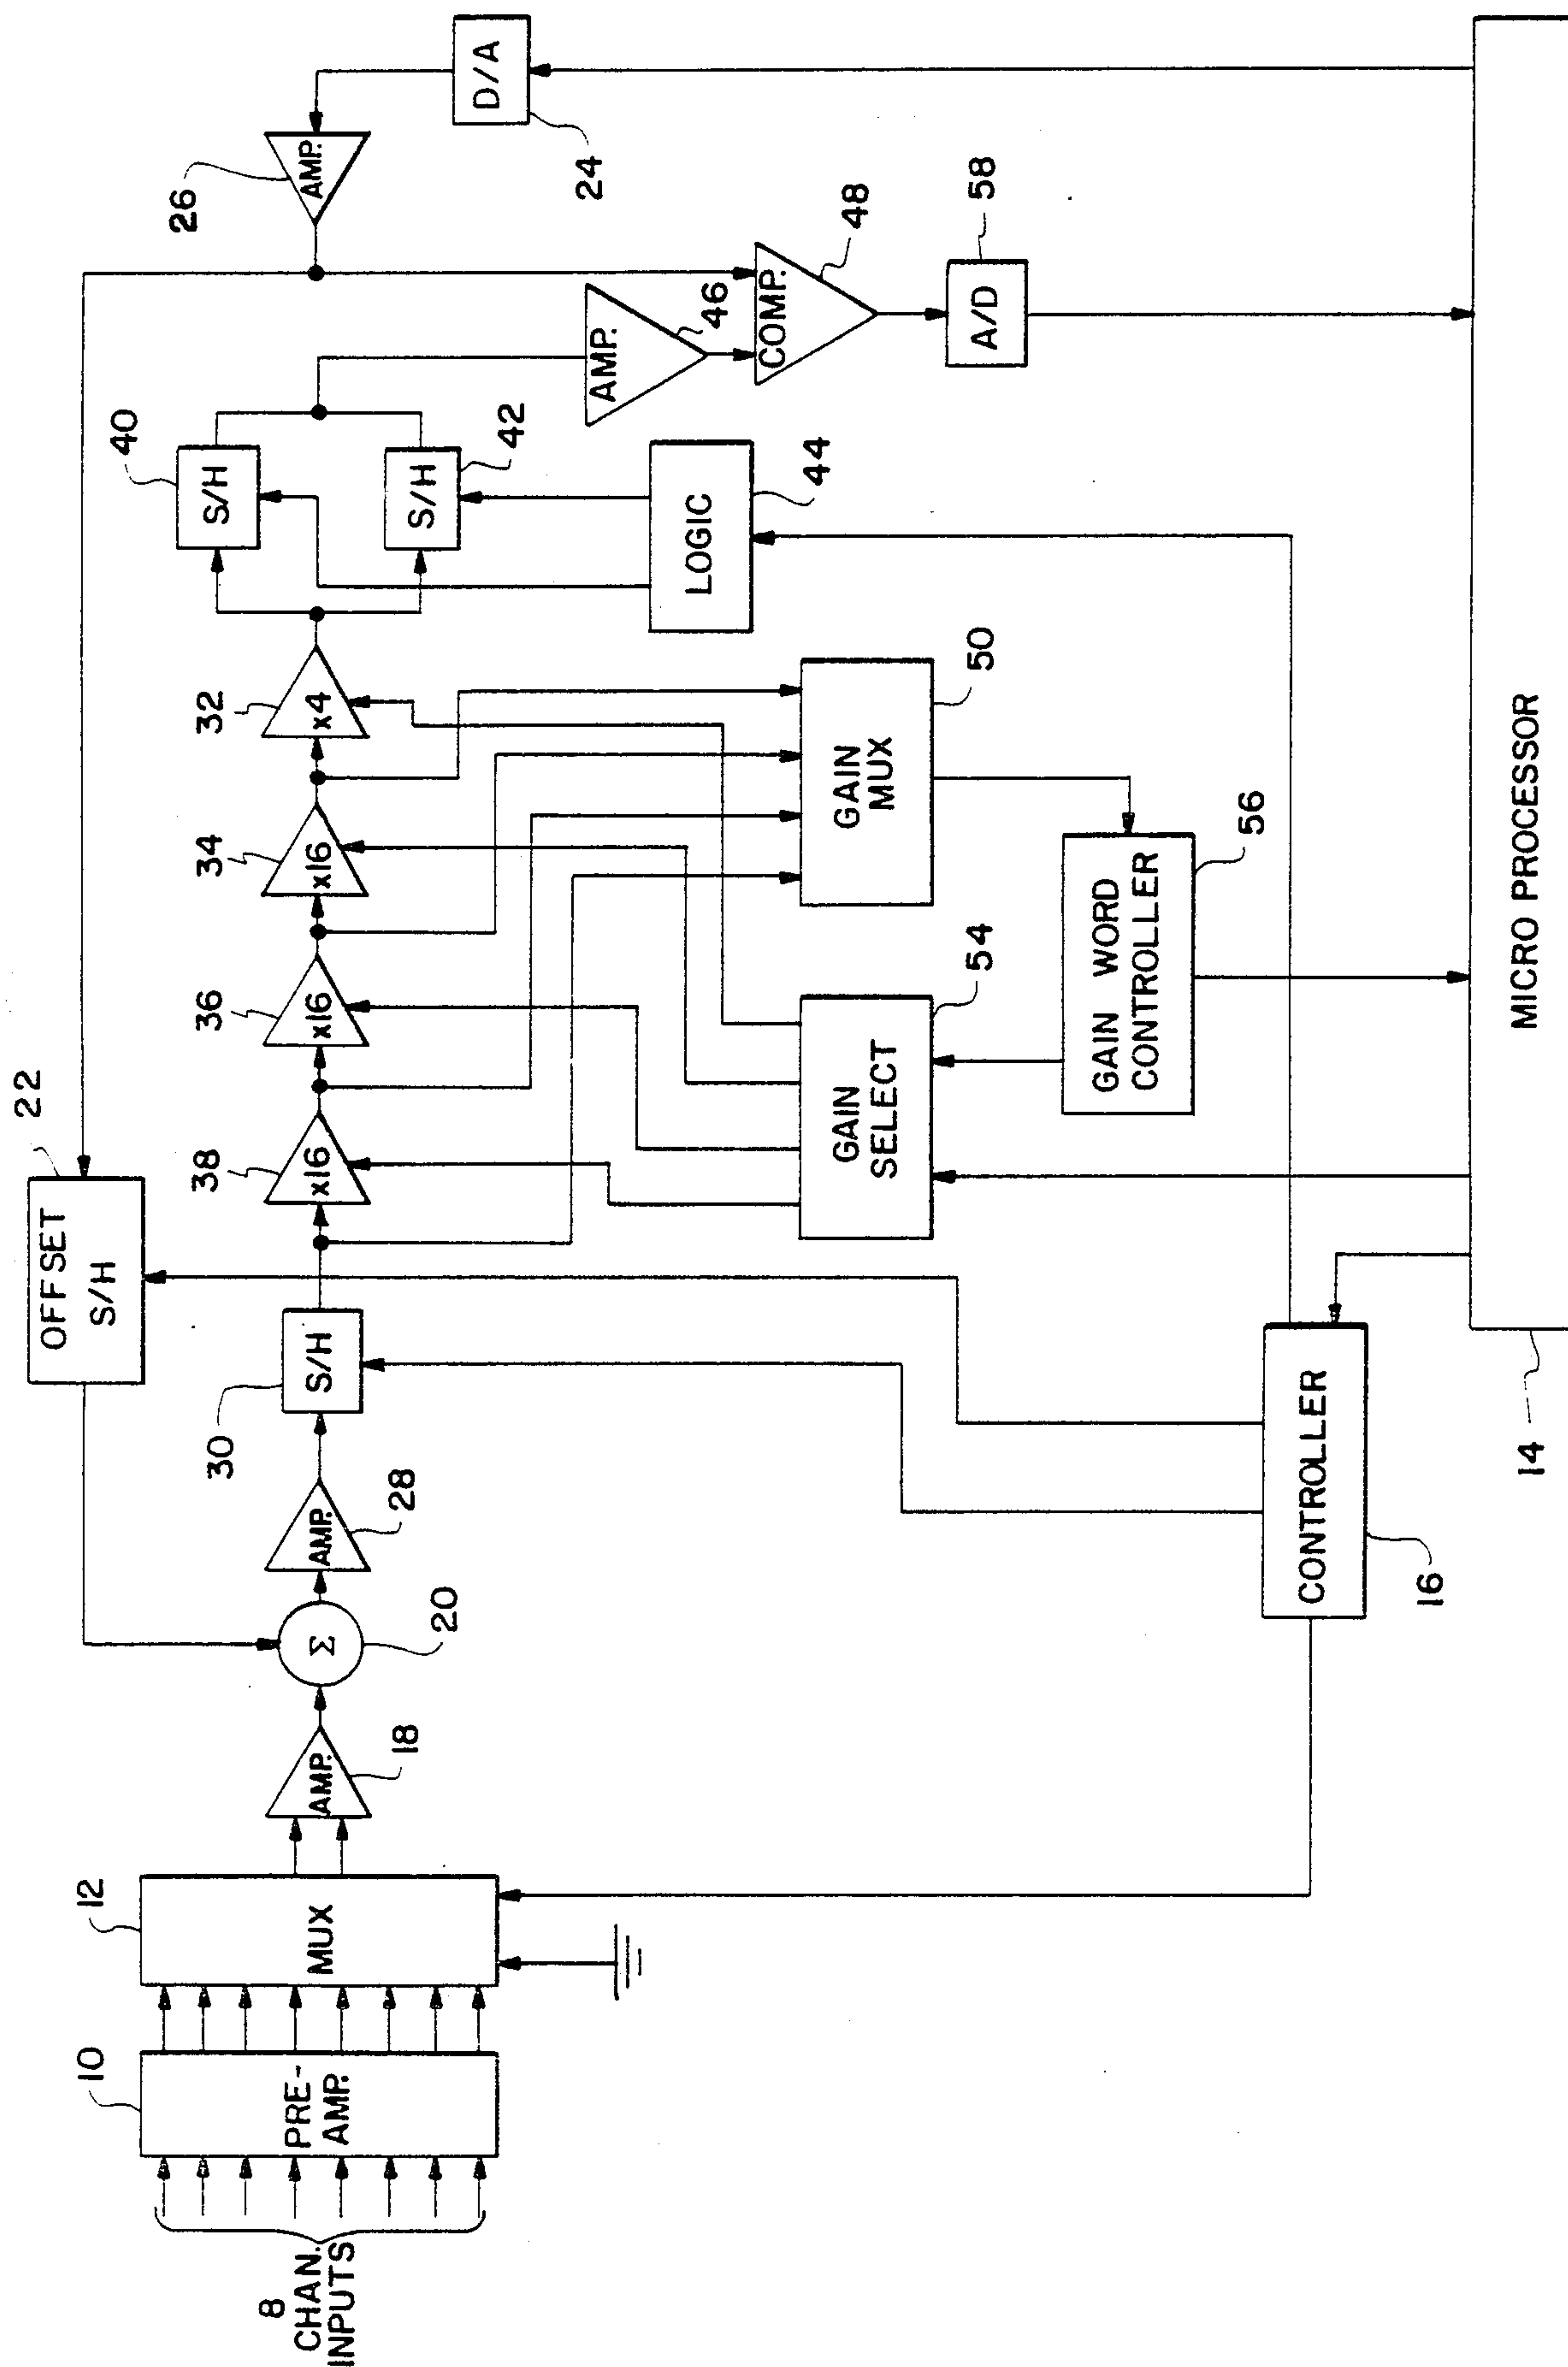 22
OFFSET
S/H
26
AMP.
D/A
24
40
S/H
42
S/H
LOGIC
44
AMP.
46
COMP.
48
A/D
58
38
x16
36
x16
34
x16
32
x4
30
S/H
28
AMP.
20
Σ
18
AMP.
12
MUX
10
PRE-
AMP.
8
CHAN.
INPUTS
GAIN
MUX
50
GAIN
SELECT
54
GAIN WORD
CONTROLLER
56
CONTROLLER
16
MICRO PROCESSOR
14